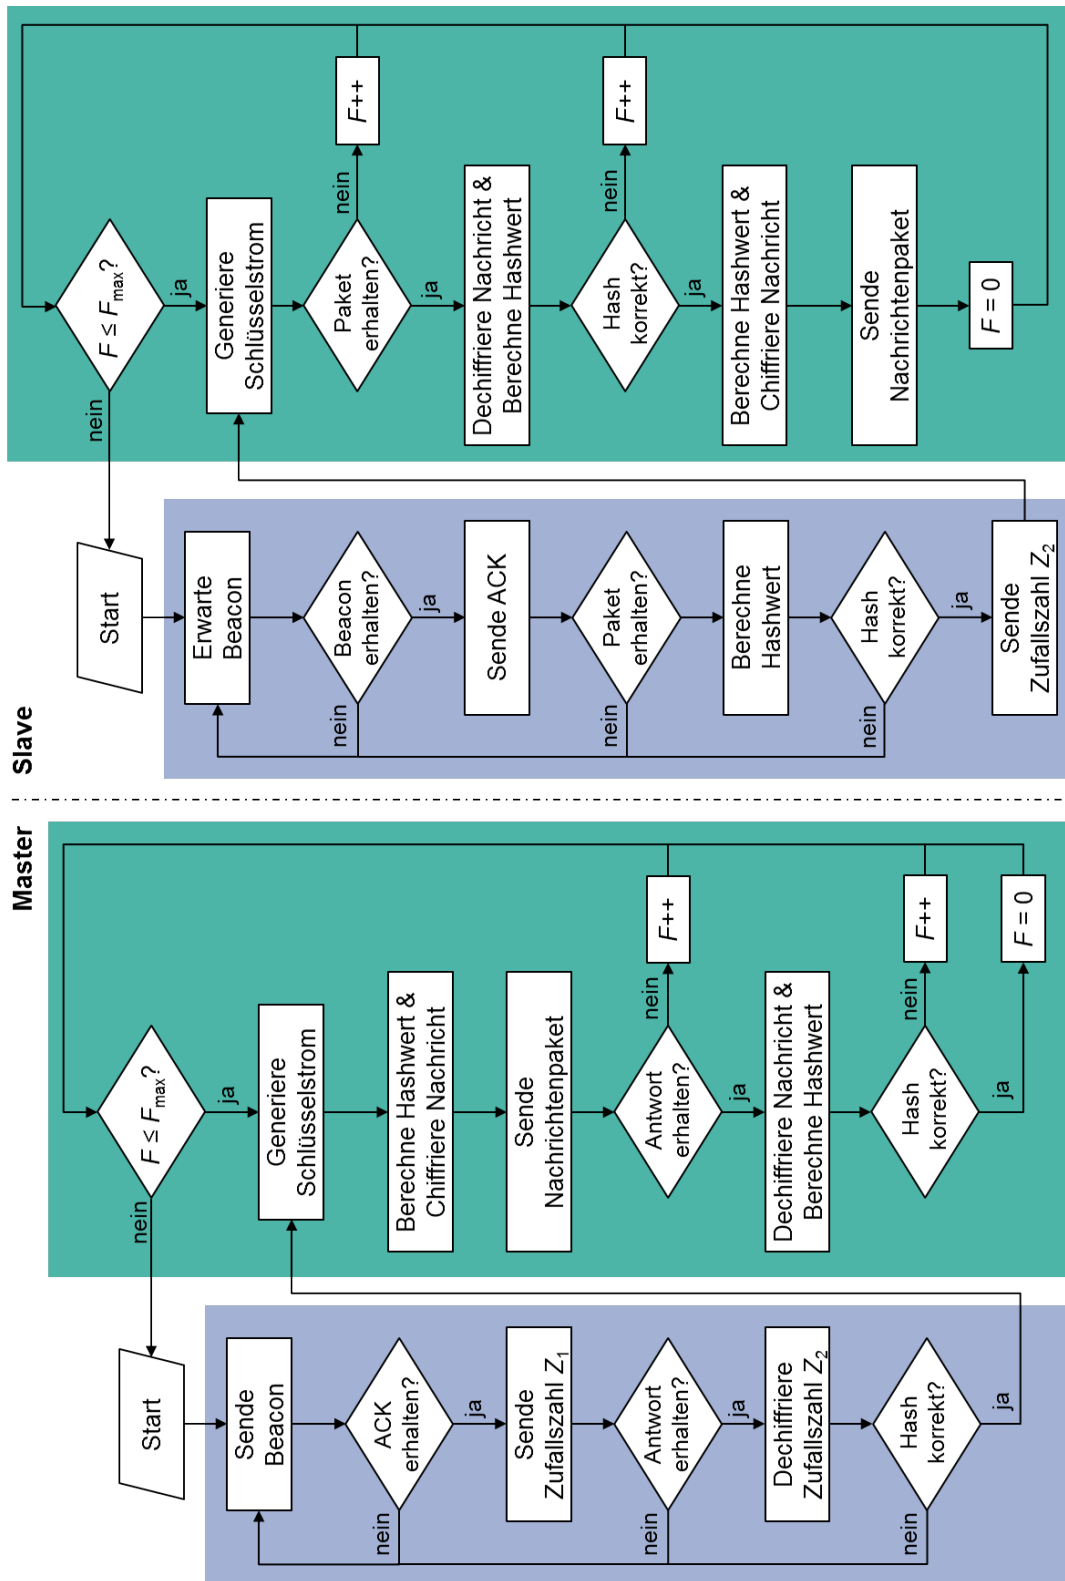 Master
Start
Sende
Beacon
ACK
erhalten?
nein
ja
Sende
Zufallszahl Z₁
Antwort
erhalten?
nein
ja
Dechiffriere
Zufallszahl Z₂
Hash
korrekt?
nein
ja
F ≤ Fmax?
nein
ja
Generiere
Schlüsselstrom
Berechne Hashwert &
Chiffriere Nachricht
Sende
Nachrichtenpaket
Antwort
erhalten?
nein
F++
ja
Dechiffriere Nachricht &
Berechne Hashwert
Hash
korrekt?
nein
F++
ja
F = 0
Slave
Start
Erwarte
Beacon
Beacon
erhalten?
nein
ja
Sende ACK
Paket
erhalten?
nein
Berechne
Hashwert
Hash
korrekt?
nein
ja
Sende
Zufallszahl Z₂
F ≤ Fmax?
nein
ja
Generiere
Schlüsselstrom
Paket
erhalten?
nein
F++
ja
Dechiffriere Nachricht &
Berechne Hashwert
Hash
korrekt?
nein
F++
ja
Berechne Hashwert &
Chiffriere Nachricht
Sende
Nachrichtenpaket
F = 0